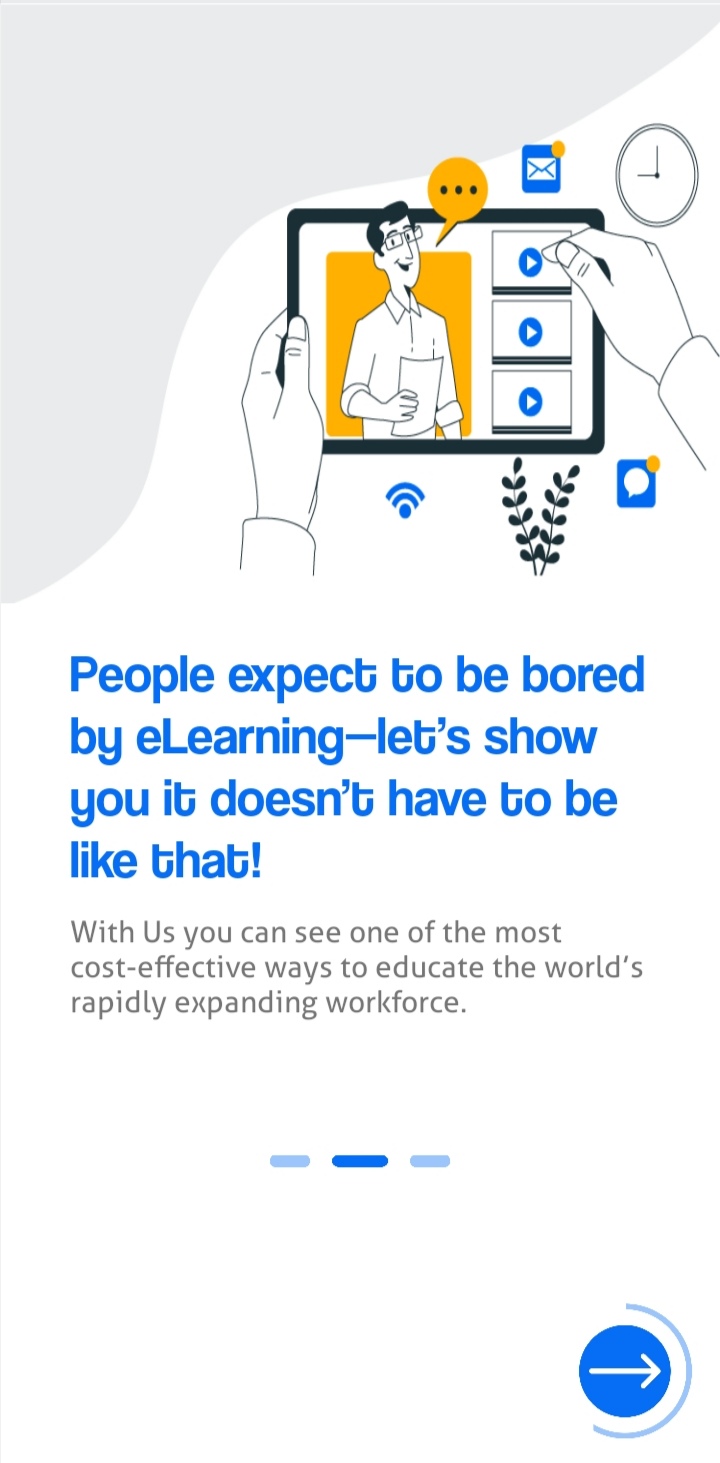 People expect to be bored
by eLearning—let’s show
you it doesn’t have to be
like that!
With Us you can see one of the most
cost-effective ways to educate the world’s
rapidly expanding workforce.